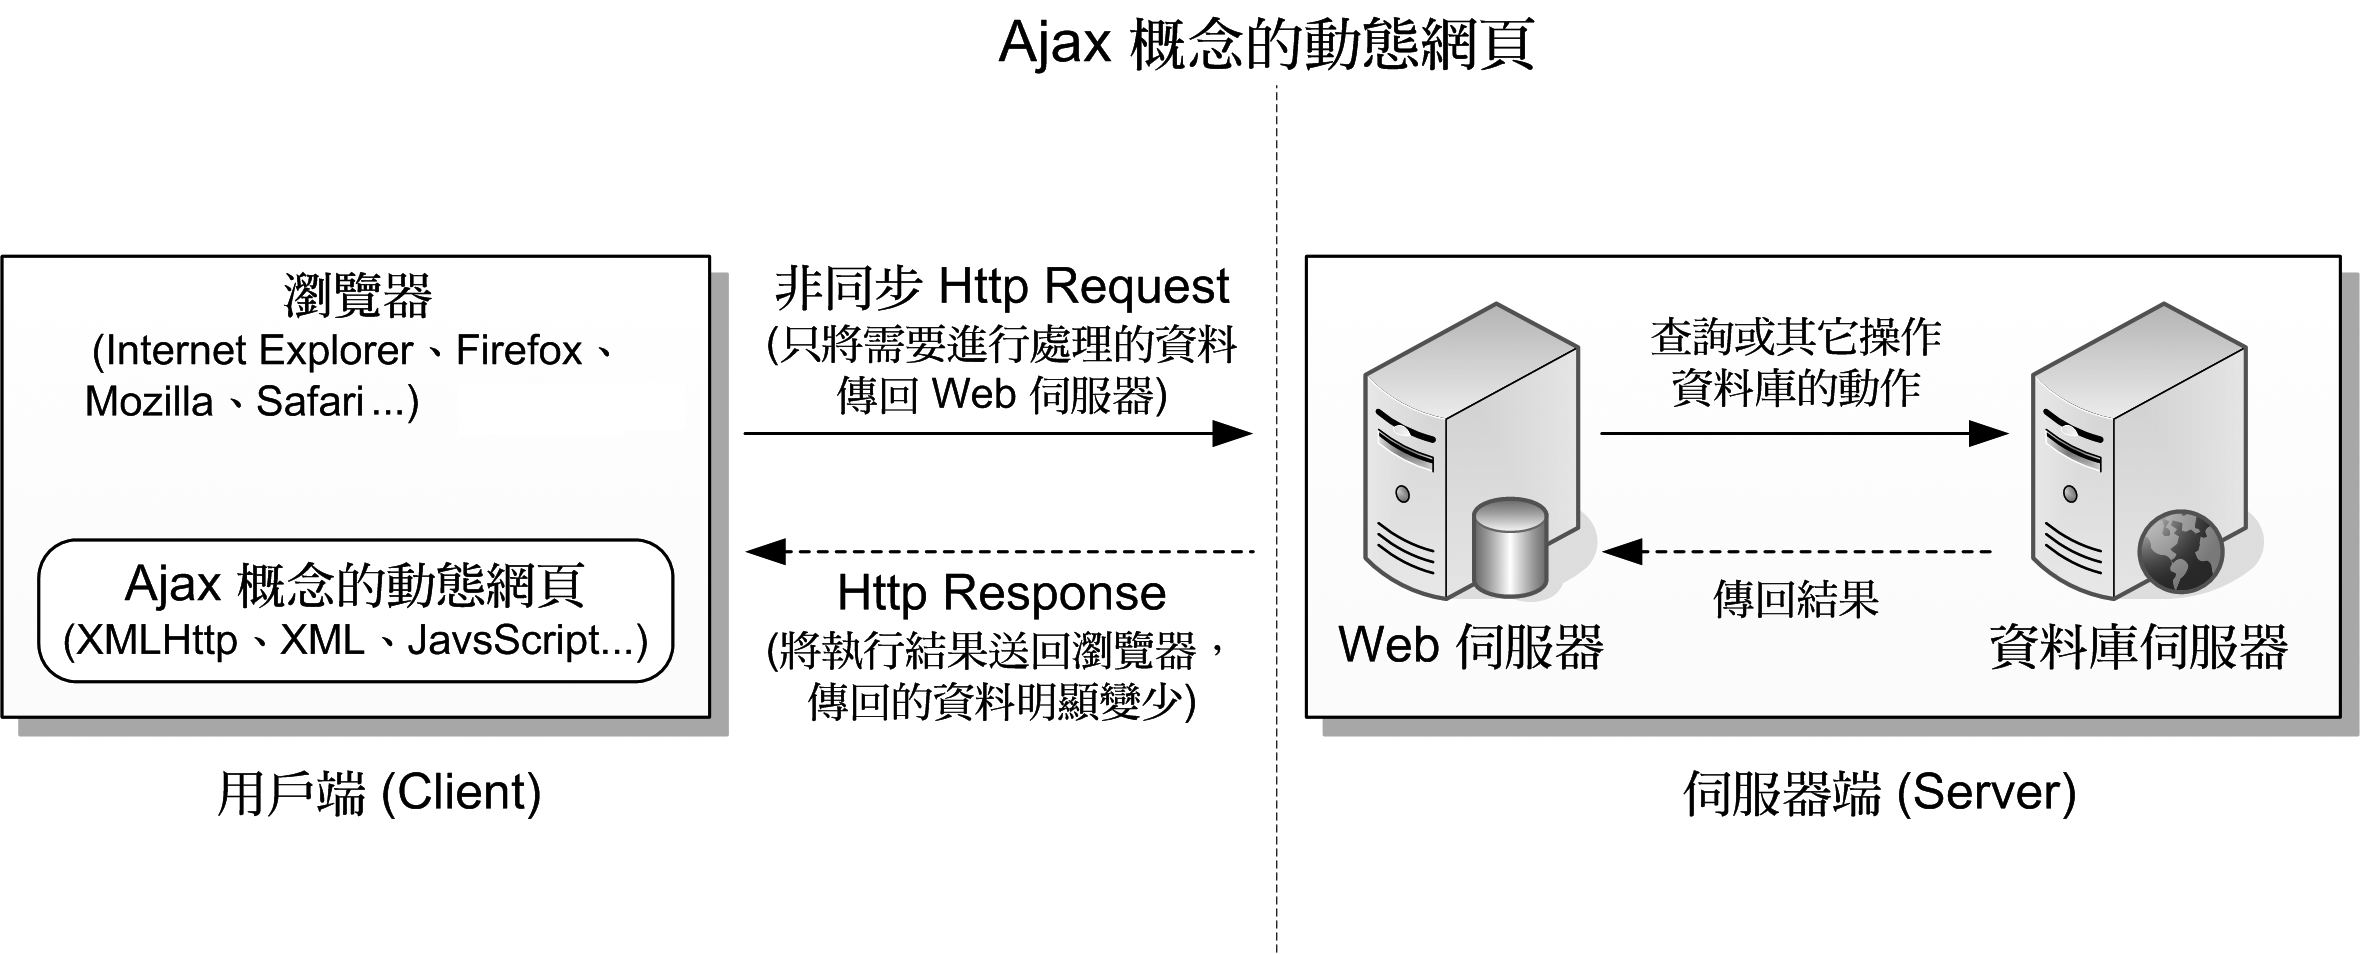 Ajax 概念的動態網頁
瀏覽器
(Internet Explorer、Firefox、
Mozilla、Safari ...)
Ajax 概念的動態網頁
(XMLHttp、XML、JavsScript...)
用戶端 (Client)
非同步 Http Request
(只將需要進行處理的資料
傳回 Web 伺服器)
Http Response
(將執行結果送回瀏覽器，
傳回的資料明顯變少)
查詢或其它操作
資料庫的動作
傳回結果
Web 伺服器
資料庫伺服器
伺服器端 (Server)